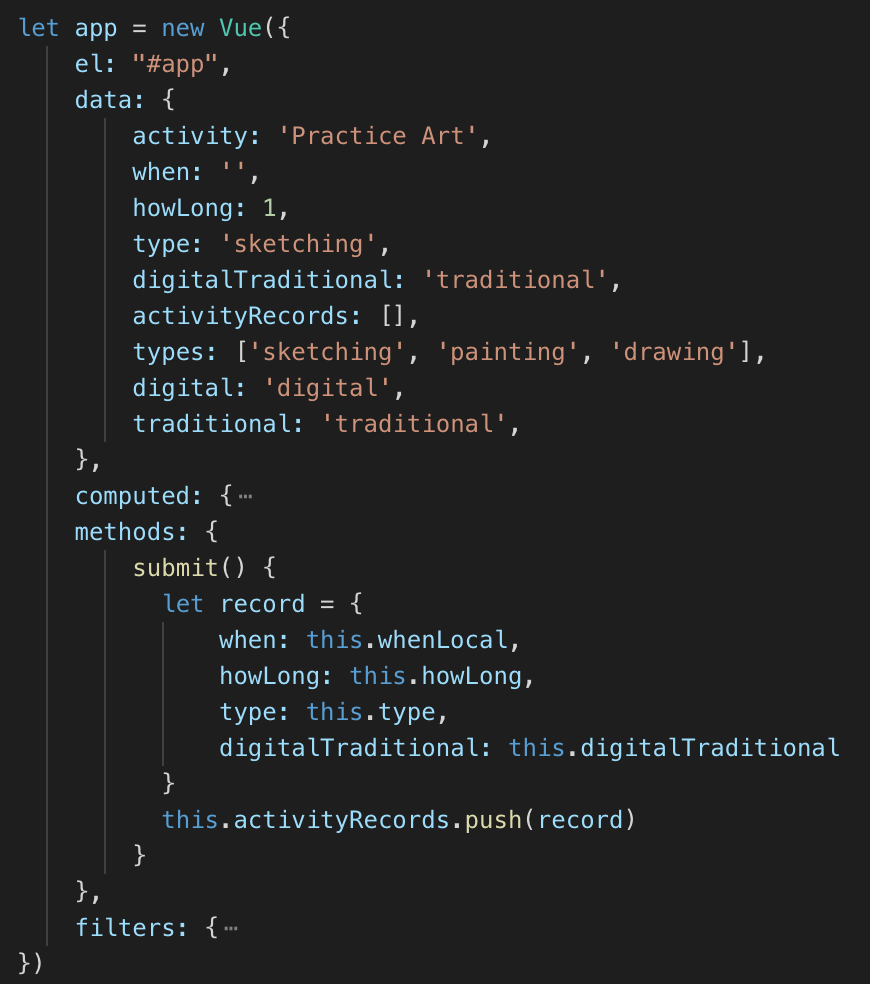 let app = new Vue({
    el: "#app",
    data: {
        activity: 'Practice Art',
        when: '',
        howLong: 1,
        type: 'sketching',
        digitalTraditional: 'traditional',
        activityRecords: [],
        types: ['sketching', 'painting', 'drawing'],
        digital: 'digital',
        traditional: 'traditional',
    },
    computed: {⋯
    methods: {
        submit() {
          let record = {
              when: this.whenLocal,
              howLong: this.howLong,
              type: this.type,
              digitalTraditional: this.digitalTraditional
          }
          this.activityRecords.push(record)
        }
    },
    filters: {⋯
})